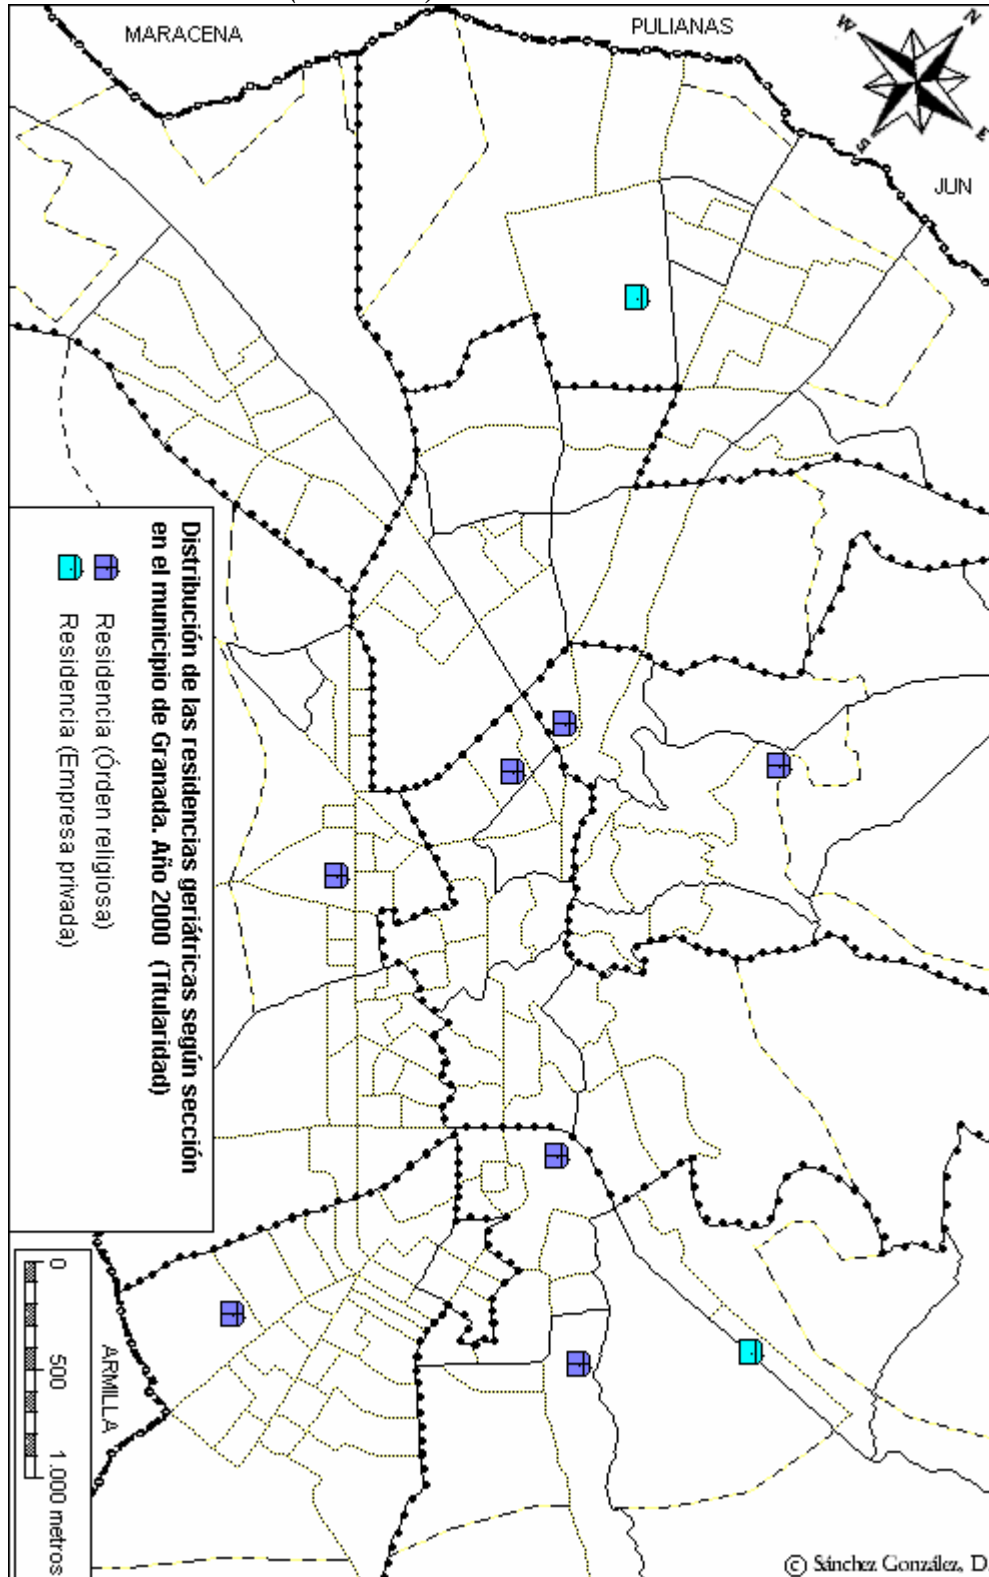 MARACENA
PULIANAS
JUN
N
E
S
W
Distribución de las residencias geriátricas según sección
en el municipio de Granada. Año 2000 (Titularidad)
Residencia (Órden religiosa)
Residencia (Empresa privada)
ARMILLA
0 500 1.000 metros
© Sánchez González, D.